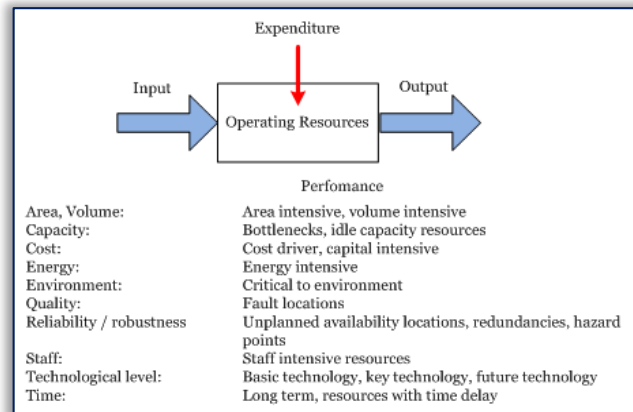 Expenditure
Input
Output
Operating Resources
Perfomance
Area, Volume: Area intensive, volume intensive
Capacity: Bottlenecks, idle capacity resources
Cost: Cost driver, capital intensive
Energy: Energy intensive
Environment: Critical to environment
Quality: Fault locations
Reliability / robustness Unplanned availability locations, redundancies, hazard
points
Staff: Staff intensive resources
Technological level: Basic technology, key technology, future technology
Time: Long term, resources with time delay